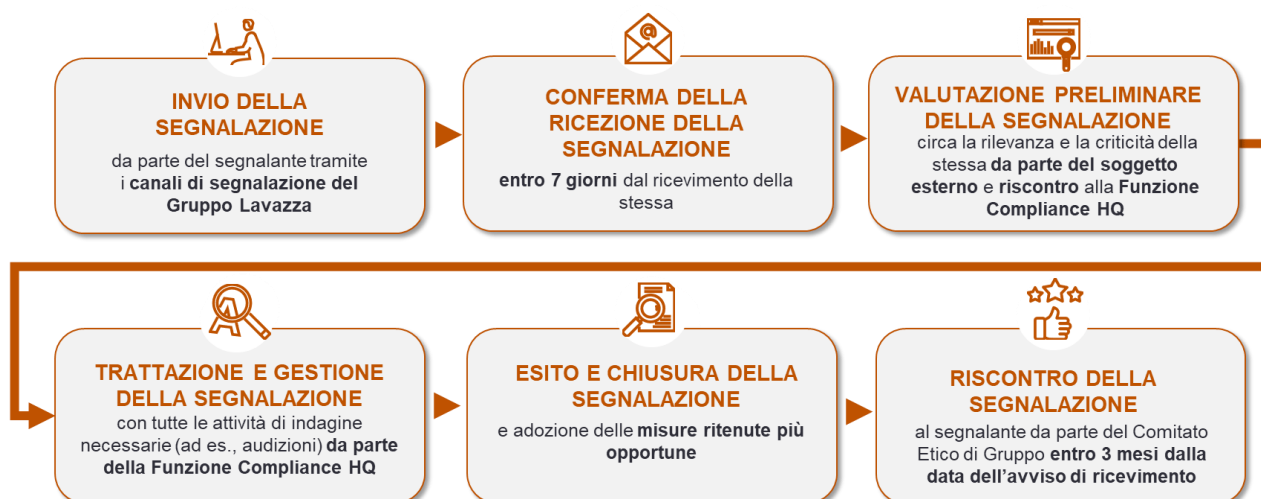 INVIO DELLA
SEGNALAZIONE
da parte del segnalante tramite
i canali di segnalazione del
Gruppo Lavazza
@
CONFERMA DELLA
RICEZIONE DELLA
SEGNALAZIONE
entro 7 giorni dal ricevimento della
stessa
VALUTAZIONE PRELIMINARE
DELLA SEGNALAZIONE
circa la rilevanza e la criticità della
stessa da parte del soggetto
esterno e riscontro alla Funzione
Compliance HQ
TRATTAZIONE E GESTIONE
DELLA SEGNALAZIONE
con tutte le attività di indagine
necessarie (ad es., audizioni) da parte
della Funzione Compliance HQ
ESITO E CHIUSURA DELLA
SEGNALAZIONE
e adozione delle misure ritenute più
opportune
RISCONTRO DELLA
SEGNALAZIONE
al segnalante da parte del Comitato
Etico di Gruppo entro 3 mesi dalla
data dell’avviso di ricevimento